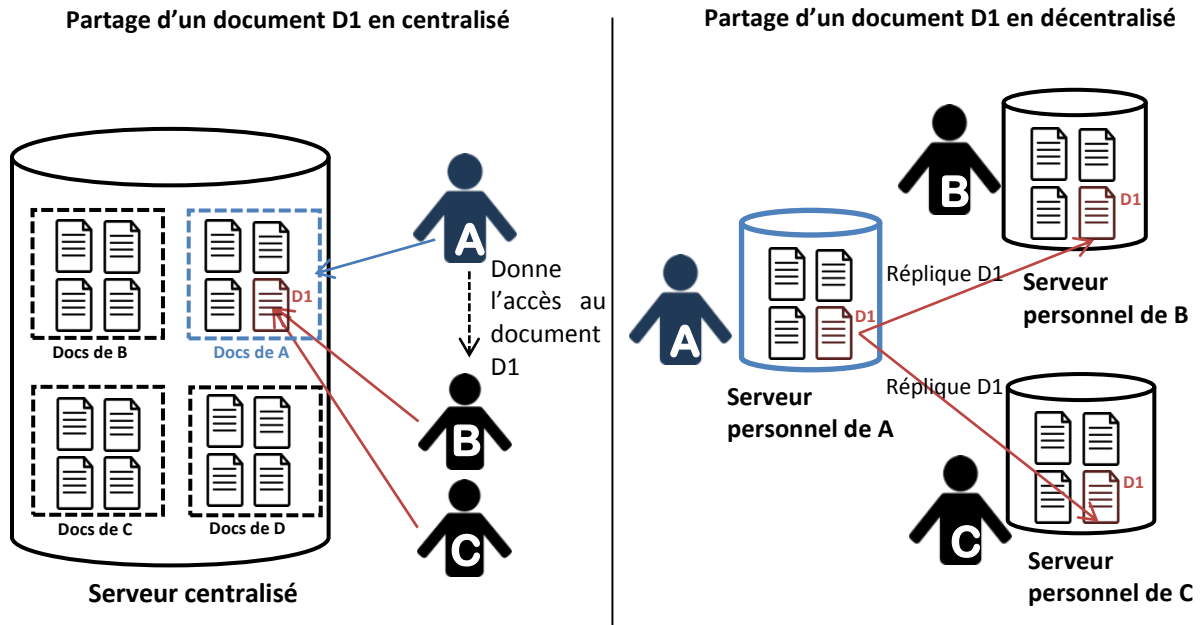 Partage d’un document D1 en centralisé
A
D1
Docs de B
Docs de A
Donne
l’accès au
document
D1
B
C
Docs de C
Docs de D
Serveur centralisé
Partage d’un document D1 en décentralisé
B
D1
Serveur
personnel de B
Réplique D1
A
D1
Serveur
personnel de A
Réplique D1
D1
C
Serveur
personnel de C